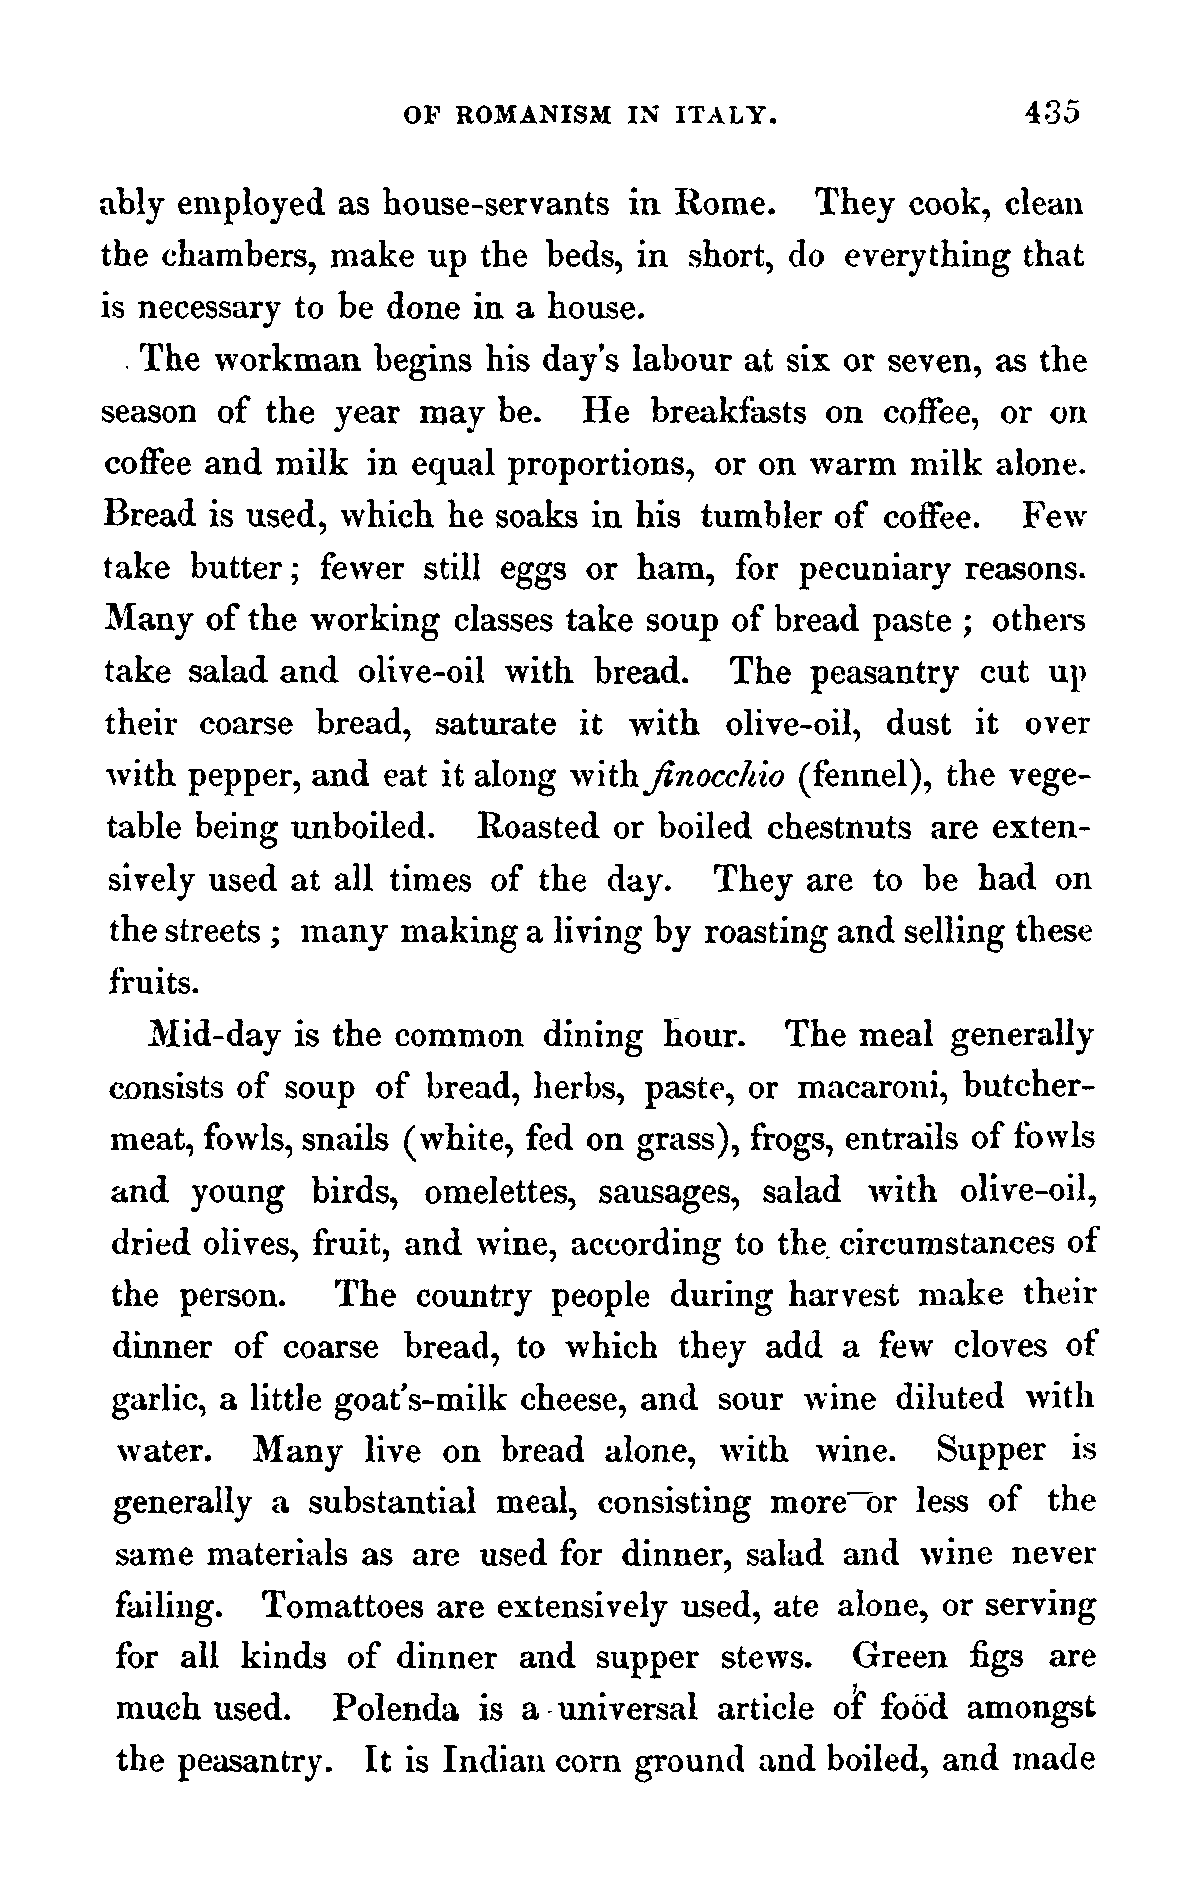 OF ROMANISM IN ITALY. 435
ably employed as house-servants in Rome. They cook, clean
the chambers, make up the beds, in short, do everything that
is necessary to be done in a house.
The workman begins his day's labour at six or seven, as the
season of the year may be. He breakfasts on coffee, or on
coffee and milk in equal proportions, or on warm milk alone.
Bread is used, which he soaks in his tumbler of coffee. Few
take butter; fewer still eggs or ham, for pecuniary reasons.
Many of the working classes take soup of bread paste; others
take salad and olive-oil with bread. The peasantry cut up
their coarse bread, saturate it with olive-oil, dust it over
with pepper, and eat it along with finocchio (fennel), the vege-
table being unboiled. Roasted or boiled chestnuts are exten-
sively used at all times of the day. They are to be had on
the streets; many making a living by roasting and selling these
fruits.
Mid-day is the common dining hour. The meal generally
consists of soup of bread, herbs, paste, or macaroni, butcher-
meat, fowls, snails (white, fed on grass), frogs, entrails of fowls
and young birds, omelettes, sausages, salad with olive-oil,
dried olives, fruit, and wine, according to the circumstances of
the person. The country people during harvest make their
dinner of coarse bread, to which they add a few cloves of
garlic, a little goat's-milk cheese, and sour wine diluted with
water. Many live on bread alone, with wine. Supper is
generally a substantial meal, consisting more or less of the
same materials as are used for dinner, salad and wine never
failing. Tomattoes are extensively used, ate alone, or serving
for all kinds of dinner and supper stews. Green figs are
much used. Polenda is a universal article of food amongst
the peasantry. It is Indian corn ground and boiled, and made